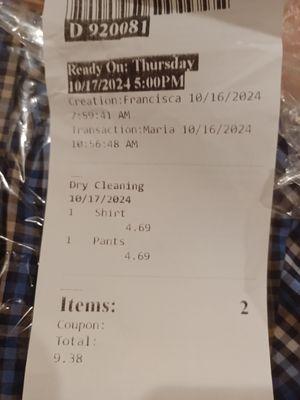 D 920081
Ready On: Thursday
10/17/2024 5:00PM
Creation:Francisca 10/16/2024
7:59:41 AM
Transaction:Maria 10/16/2024
10:56:48 AM
Dry Cleaning
10/17/2024
1 Shirt
4.69
1 Pants
4.69
Items: 2
Coupon:
Total:
9.38